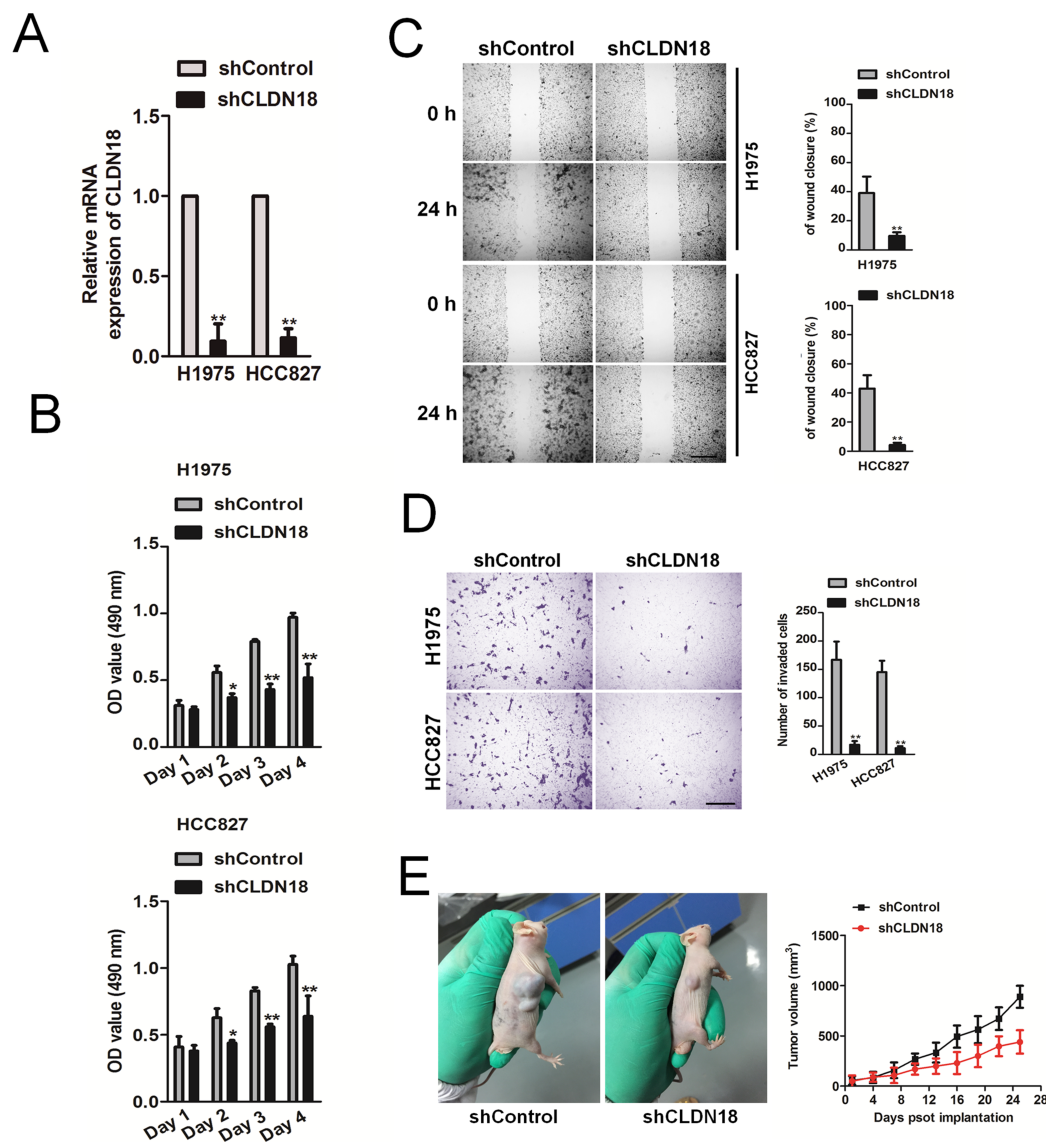 A
shControl
shCLDN18
Relative mRNA
expression of CLDN18
1.5
1.0
0.5
0.0
**
**
H1975
HCC827
B
H1975
shControl
shCLDN18
OD value (490 nm)
1.5
1.0
0.5
0.0
*
**
**
Day 1
Day 2
Day 3
Day 4
HCC827
shControl
shCLDN18
OD value (490 nm)
1.5
1.0
0.5
0.0
*
**
**
Day 1
Day 2
Day 3
Day 4
C
shControl
shCLDN18
0 h
24 h
H1975
0 h
24 h
HCC827
shControl
shCLDN18
of wound closure (%)
100
80
60
40
20
0
**
H1975
shCLDN18
of wound closure (%)
100
80
60
40
20
0
**
HCC827
D
shControl
shCLDN18
H1975
HCC827
shControl
shCLDN18
Number of invaded cells
250
200
150
100
50
0
**
**
H1975
HCC827
E
shControl
shCLDN18
shControl
shCLDN18
Tumor volume (mm³)
1500
1000
500
0
0 4 8 12 16 20 24 28
Days psot implantation